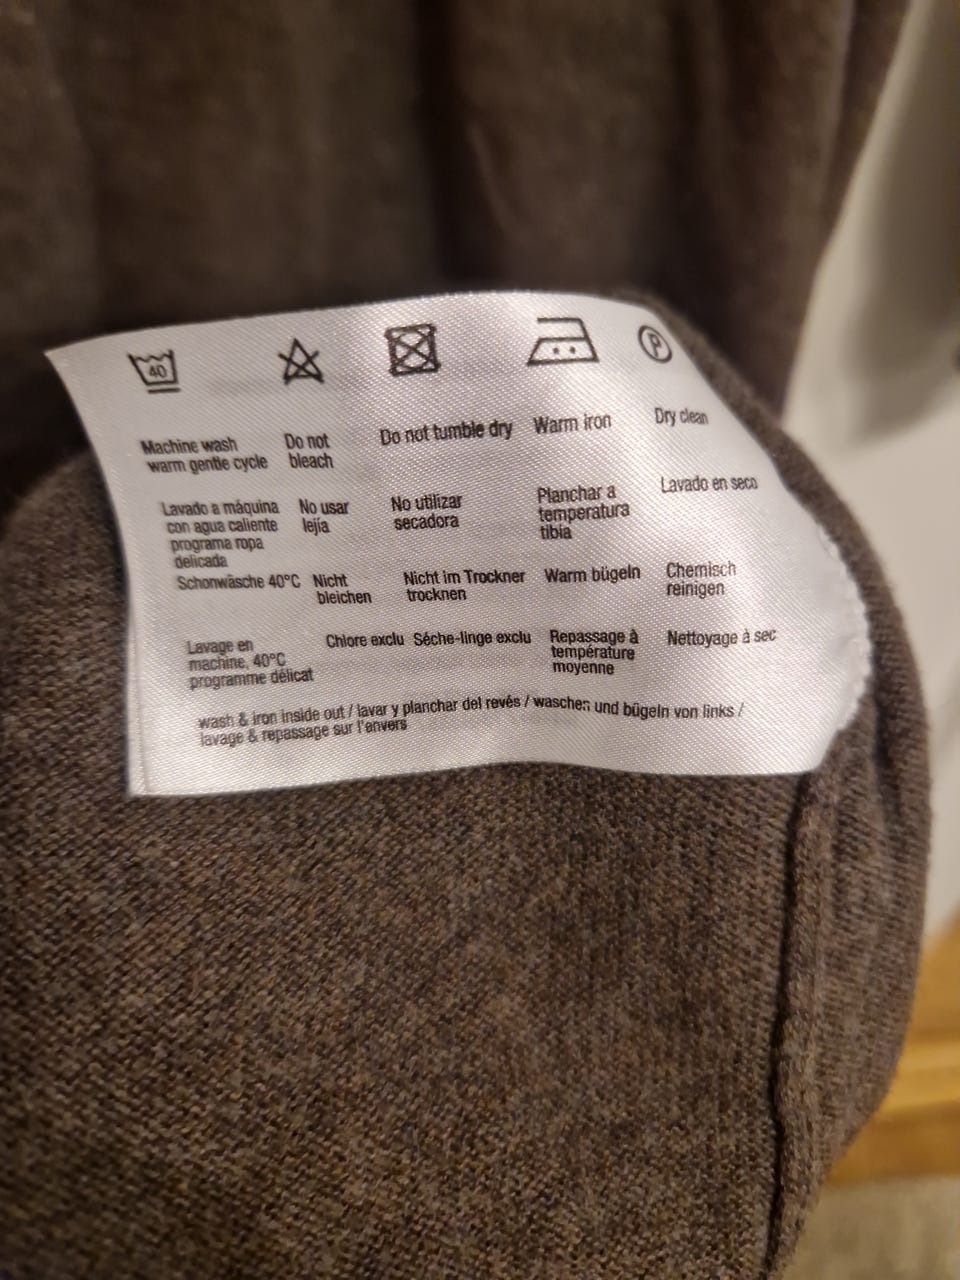 40
P
Machine wash
warm gentle cycle
Do not
bleach
Do not tumble dry
Warm iron
Dry clean
Lavado a máquina
con agua caliente
programa ropa
delicada
No usar
lejía
No utilizar
secadora
Planchar a
temperatura
tibia
Lavado en seco
Schonwäsche 40°C
Nicht
bleichen
Nicht im Trockner
trocknen
Warm bügeln
Chemisch
reinigen
Lavage en
machine, 40°C
programme délicat
Chlore exclu
Séche-linge exclu
Repassage à
température
moyenne
Nettoyage à sec
wash & iron inside out / lavar y planchar del revés / waschen und bügeln von links /
lavage & repassage sur l'envers